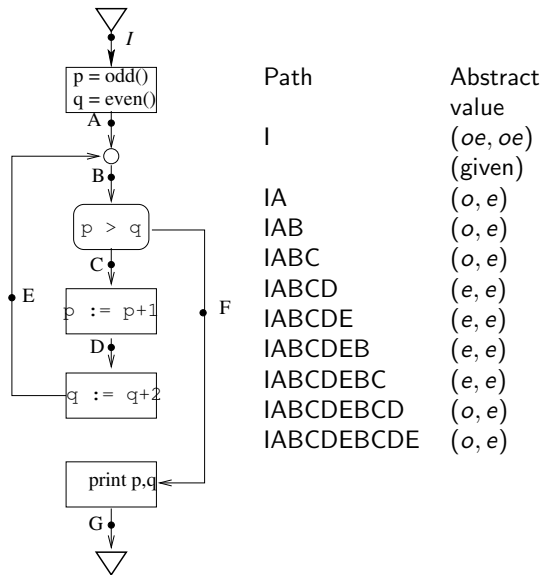 I
p = odd()
q = even()
A
B
p > q
C
E
F
p := p+1
D
q := q+2
print p,q
G
Path Abstract
value
I (oe, oe)
(given)
IA (o, e)
IAB (o, e)
IABC (o, e)
IABCD (e, e)
IABCDE (e, e)
IABCDEB (e, e)
IABCDEBC (e, e)
IABCDEBCD (o, e)
IABCDEBCDE (o, e)